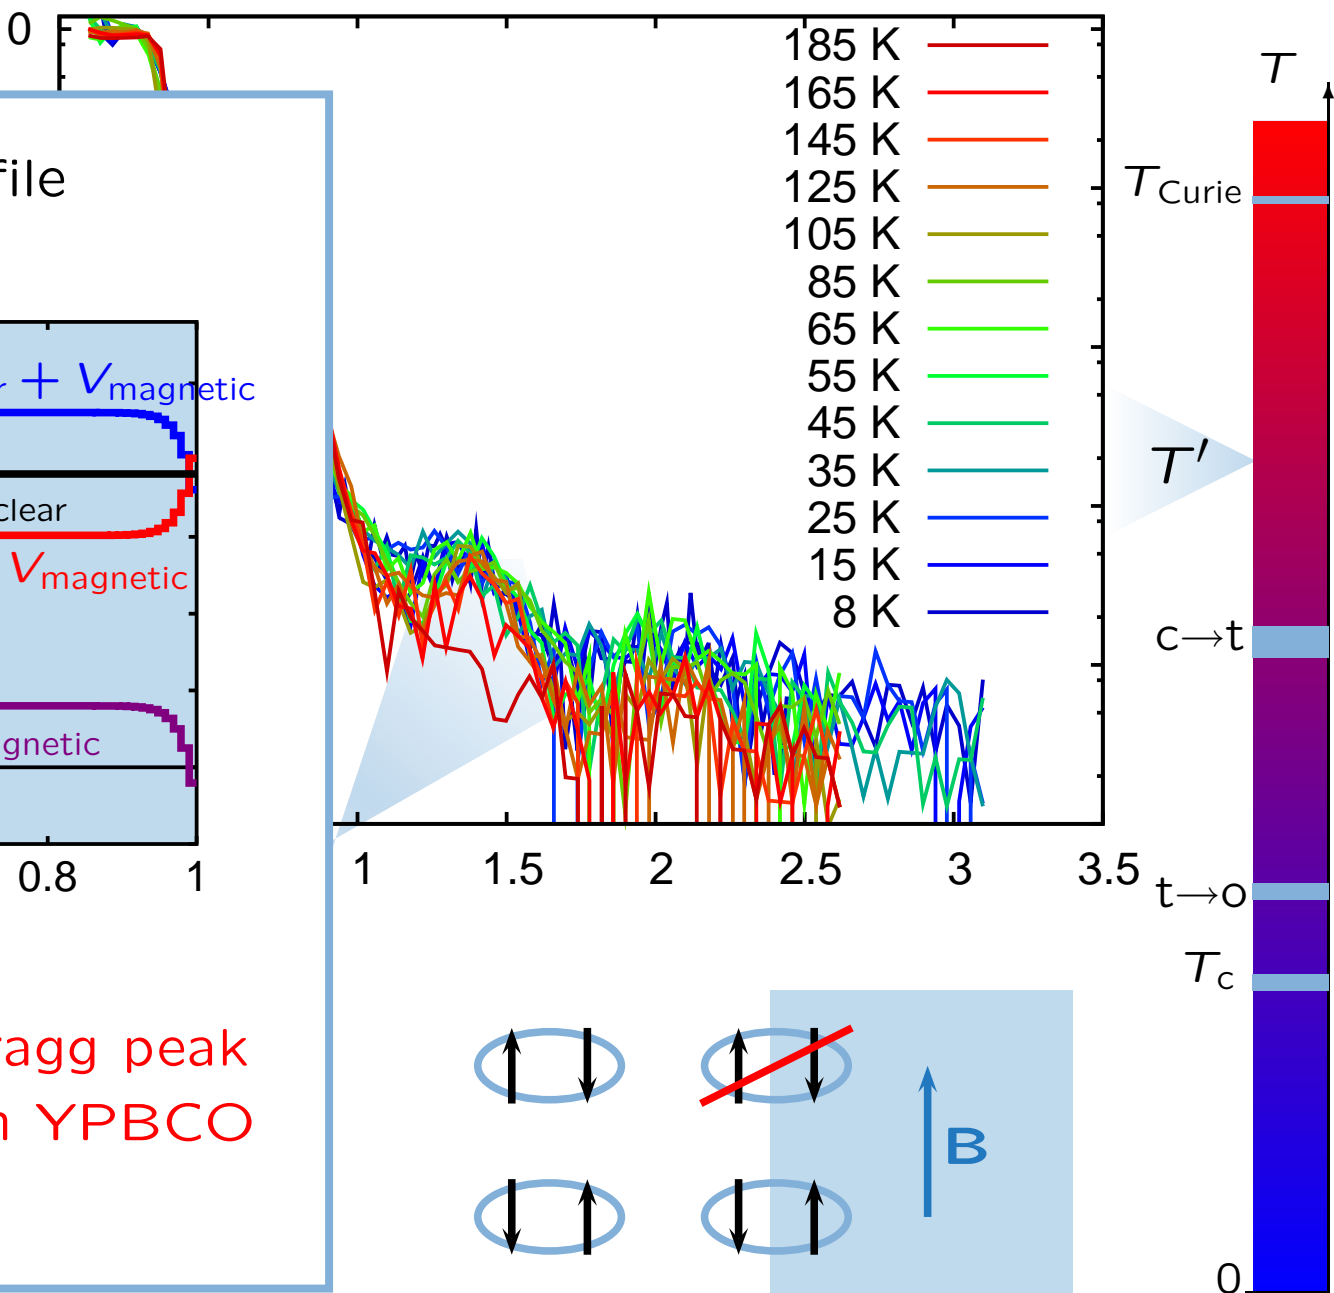 0
185 K
165 K
145 K
125 K
105 K
85 K
65 K
55 K
45 K
35 K
25 K
15 K
8 K
file
r + Vmagnetic
clear
Vmagnetic
gnetic
0.8 1
1 1.5 2 2.5 3 3.5
ragg peak
n YPBCO
B
T
TCurie
T′
c→t
t→o
Tc
0